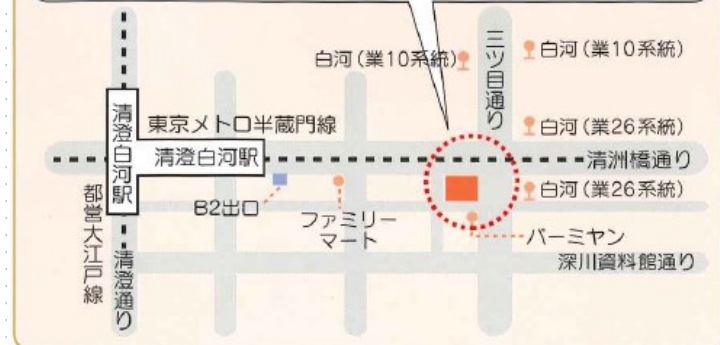 白河（業10系統）
三ツ目通り
白河（業10系統）
清澄白河駅
東京メトロ半蔵門線
清澄白河駅
白河（業26系統）
清洲橋通り
白河（業26系統）
B2出口
ファミリー
マート
バーミヤン
都営大江戸線
清澄通り
深川資料館通り